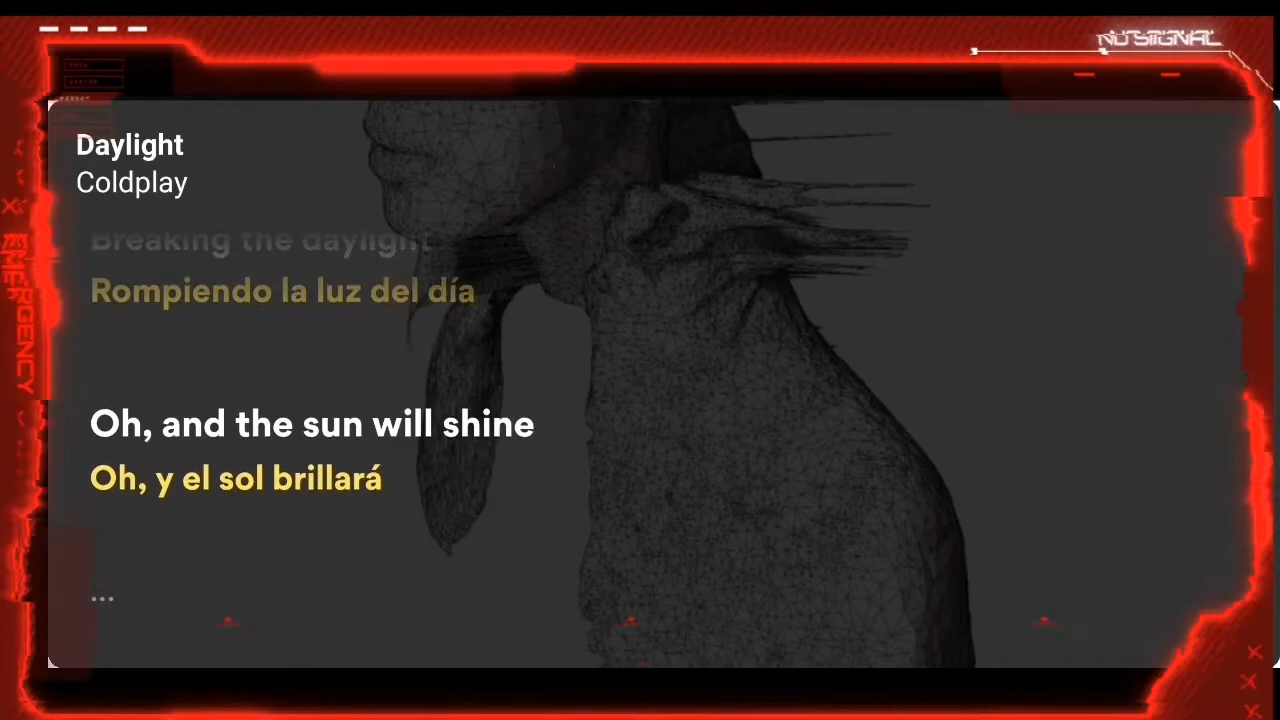 NO SIGNAL
Daylight
Coldplay
Breaking the daylight
Rompiendo la luz del día
Oh, and the sun will shine
Oh, y el sol brillará
...
EMERGENCY